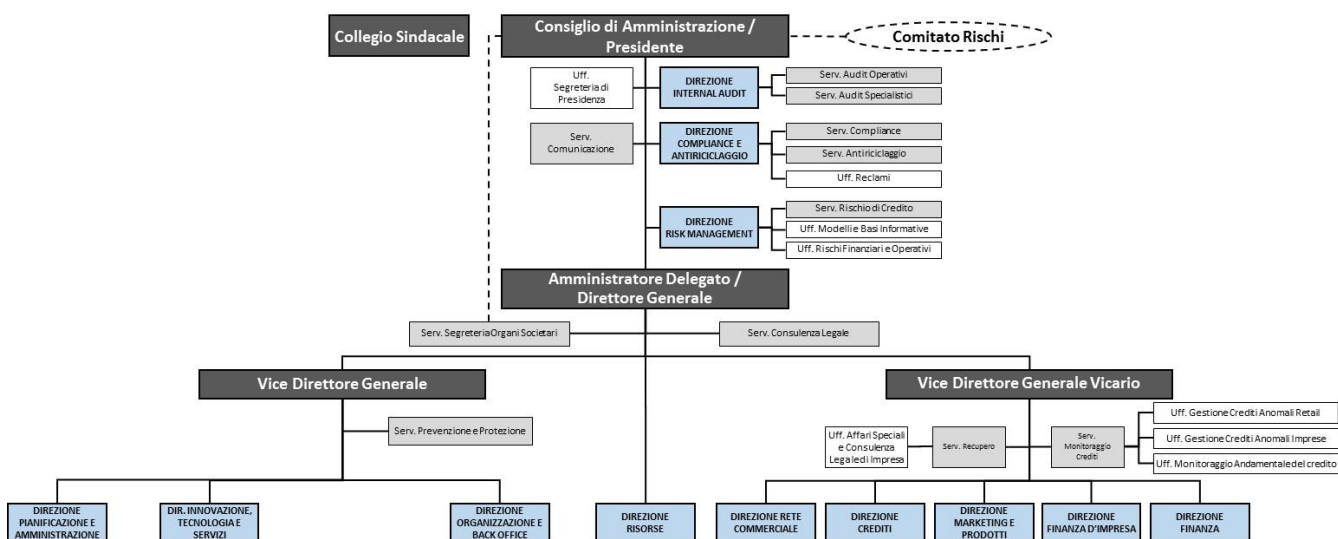 Collegio Sindacale
Consiglio di Amministrazione /
Presidente
Comitato Rischi
Uff.
Segreteria di
Presidenza
DIREZIONE
INTERNAL AUDIT
Serv. Audit Operativi
Serv. Audit Specialistici
Serv.
Comunicazione
DIREZIONE
COMPLIANCE E
ANTIRICICLAGGIO
Serv. Compliance
Serv. Antiriciclaggio
Uff. Reclami
DIREZIONE
RISK MANAGEMENT
Serv. Rischio di Credito
Uff. Modelli e Basi Informative
Uff. Rischi Finanziari e Operativi
Amministratore Delegato /
Direttore Generale
Serv. Segreteria Organi Societari
Serv. Consulenza Legale
Vice Direttore Generale
Vice Direttore Generale Vicario
Serv. Prevenzione e Protezione
Uff. Affari Speciali
e Consulenza
Legale di Impresa
Serv. Recupero
Serv.
Monitoraggio
Crediti
Uff. Gestione Crediti Anomali Retail
Uff. Gestione Crediti Anomali Imprese
Uff. Monitoraggio Andamentale del credito
DIREZIONE
PIANIFICAZIONE E
AMMINISTRAZIONE
DIR. INNOVAZIONE,
TECNOLOGIA E
SERVIZI
DIREZIONE
ORGANIZZAZIONE E
BACK OFFICE
DIREZIONE
RISORSE
DIREZIONE RETE
COMMERCIALE
DIREZIONE
CREDITI
DIREZIONE
MARKETING E
PRODOTTI
DIREZIONE
FINANZA D'IMPRESA
DIREZIONE
FINANZA